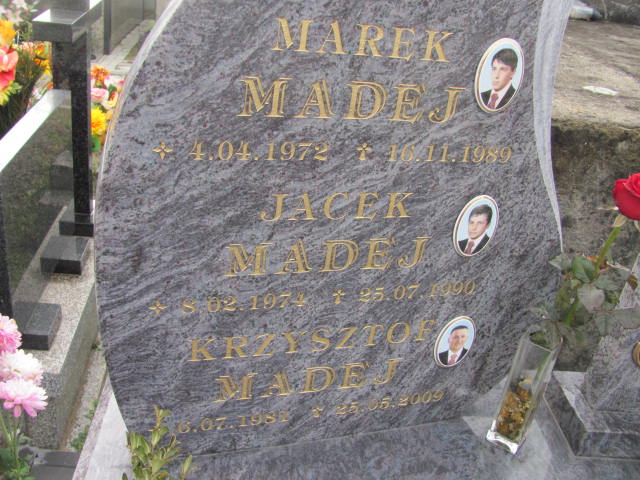 MAREK
MADEJ
✣ 4.04.1972 ✝ 16.11.1989
JACEK
MADEJ
✣ 8.02.1974 ✝ 25.07.1990
KRZYSZTOF
MADEJ
6.07.1981 ✝ 25.05.2009